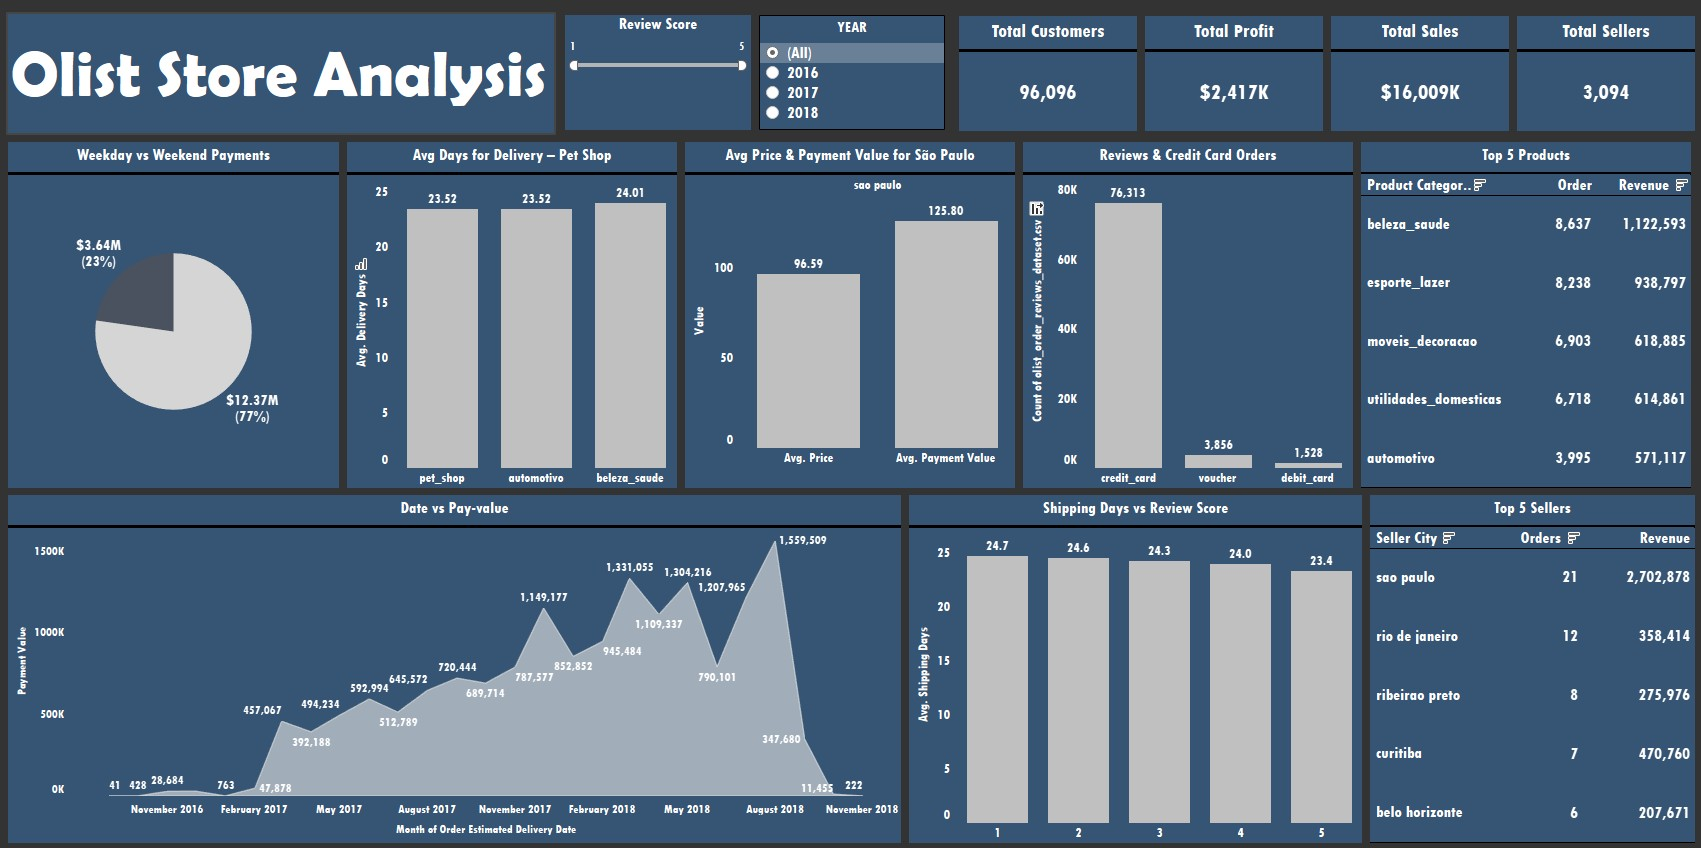 Olist Store Analysis
Review Score
1 5
YEAR
(All)
2016
2017
2018
Total Customers
96,096
Total Profit
$2,417K
Total Sales
$16,009K
Total Sellers
3,094
Weekday vs Weekend Payments
$3.64M
(23%)
$12.37M
(77%)
Avg Days for Delivery – Pet Shop
Avg. Delivery Days
25
20
15
10
5
0
23.52
23.52
24.01
pet_shop
automotivo
beleza_saude
Avg Price & Payment Value for São Paulo
sao paulo
Value
100
50
0
96.59
125.80
Avg. Price
Avg. Payment Value
Reviews & Credit Card Orders
Count of olist_order_reviews_dataset.csv
80K
60K
40K
20K
0K
76,313
3,856
1,528
credit_card
voucher
debit_card
Top 5 Products
Product Categor.. Order Revenue
beleza_saude 8,637 1,122,593
esporte_lazer 8,238 938,797
moveis_decoracao 6,903 618,885
utilidades_domesticas 6,718 614,861
automotivo 3,995 571,117
Date vs Pay-value
Payment Value
1500K
1000K
500K
0K
41
428
28,684
763
47,878
457,067
392,188
494,234
592,994
512,789
645,572
720,444
689,714
787,577
1,149,177
852,852
945,484
1,331,055
1,109,337
1,304,216
790,101
1,207,965
1,559,509
347,680
11,455
222
November 2016
February 2017
May 2017
August 2017
November 2017
February 2018
May 2018
August 2018
November 2018
Month of Order Estimated Delivery Date
Shipping Days vs Review Score
Avg. Shipping Days
25
20
15
10
5
0
24.7
24.6
24.3
24.0
23.4
1
2
3
4
5
Top 5 Sellers
Seller City Orders Revenue
sao paulo 21 2,702,878
rio de janeiro 12 358,414
ribeirao preto 8 275,976
curitiba 7 470,760
belo horizonte 6 207,671